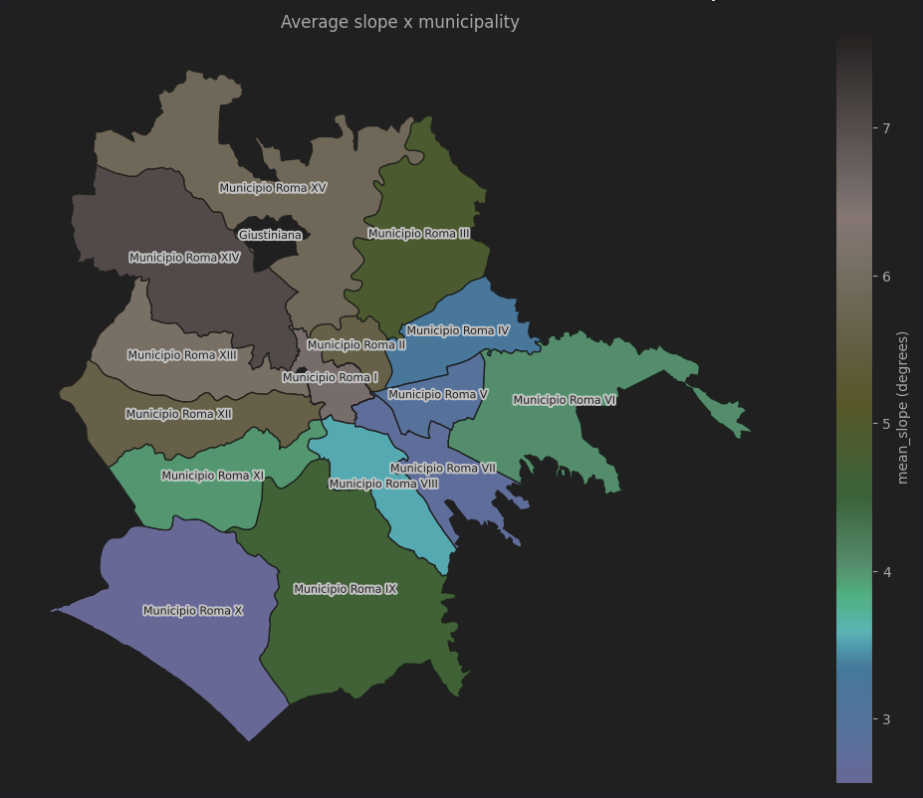 Average slope x municipality
Municipio Roma XV
Municipio Roma III
Giustiniana
Municipio Roma XIV
Municipio Roma IV
Municipio Roma II
Municipio Roma XIII
Municipio Roma I
Municipio Roma V
Municipio Roma VI
Municipio Roma XII
Municipio Roma VII
Municipio Roma XI
Municipio Roma VIII
Municipio Roma IX
Municipio Roma X
7
6
5
4
3
mean_slope (degrees)